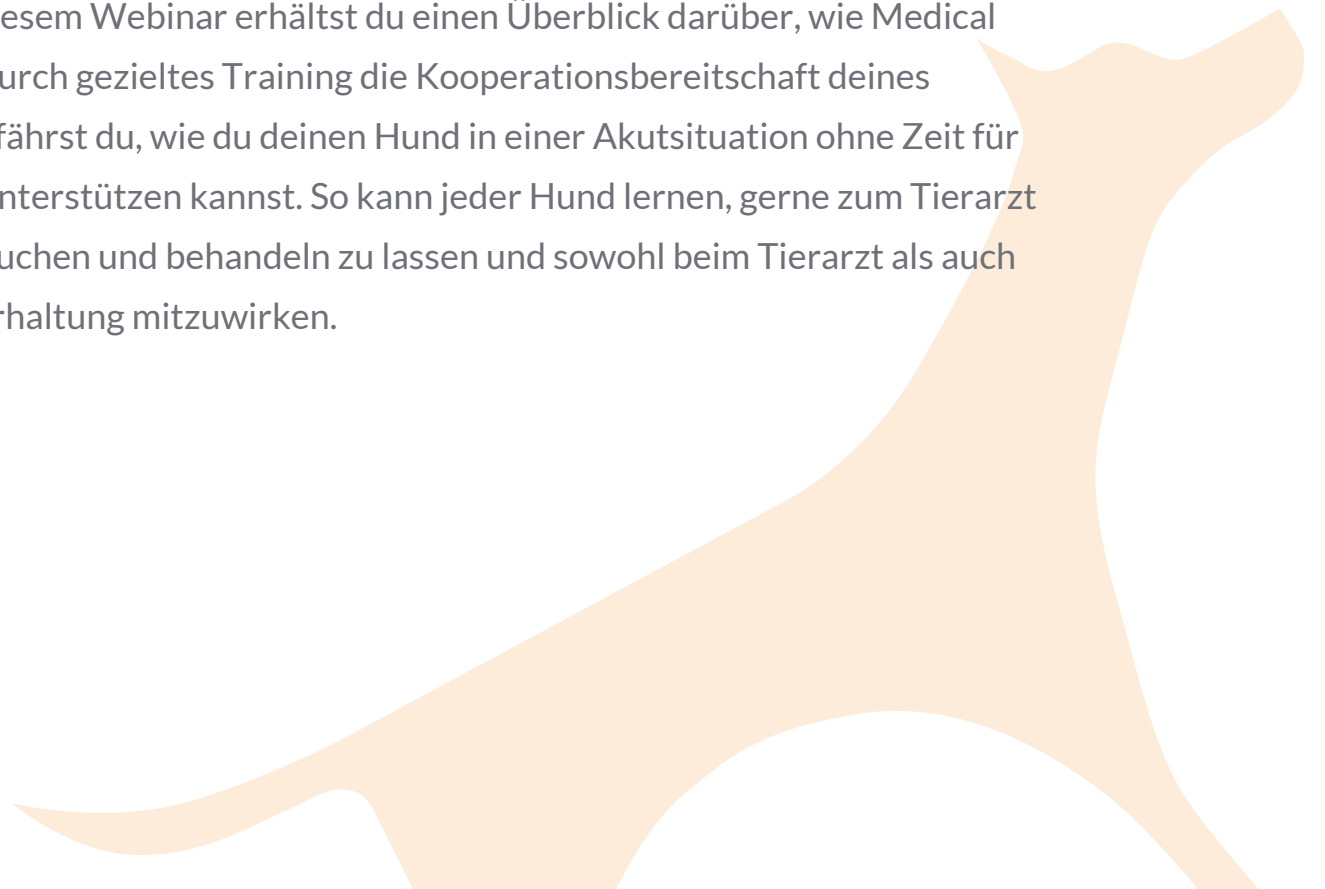 esem Webinar erhältst du einen Überblick darüber, wie Medical
urch gezieltes Training die Kooperationsbereitschaft deines
fährst du, wie du deinen Hund in einer Akutsituation ohne Zeit für
nterstützen kannst. So kann jeder Hund lernen, gerne zum Tierarzt
uchen und behandeln zu lassen und sowohl beim Tierarzt als auch
rhaltung mitzuwirken.